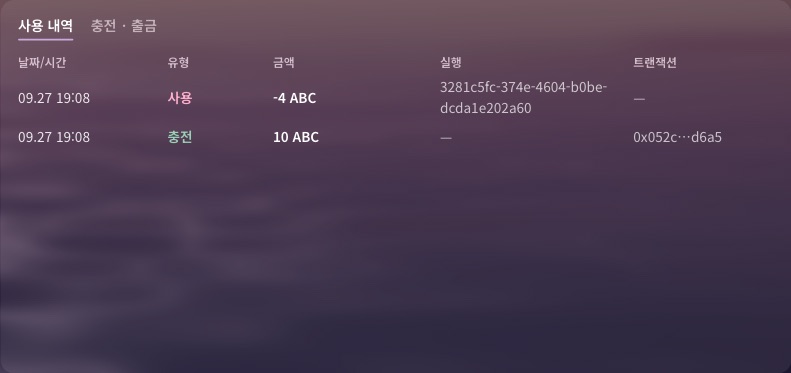 사용 내역 충전 · 출금
날짜/시간 유형 금액 실행 트랜잭션
09.27 19:08 사용 -4 ABC 3281c5fc-374e-4604-b0be-
dcda1e202a60 —
09.27 19:08 충전 10 ABC — 0x052c···d6a5